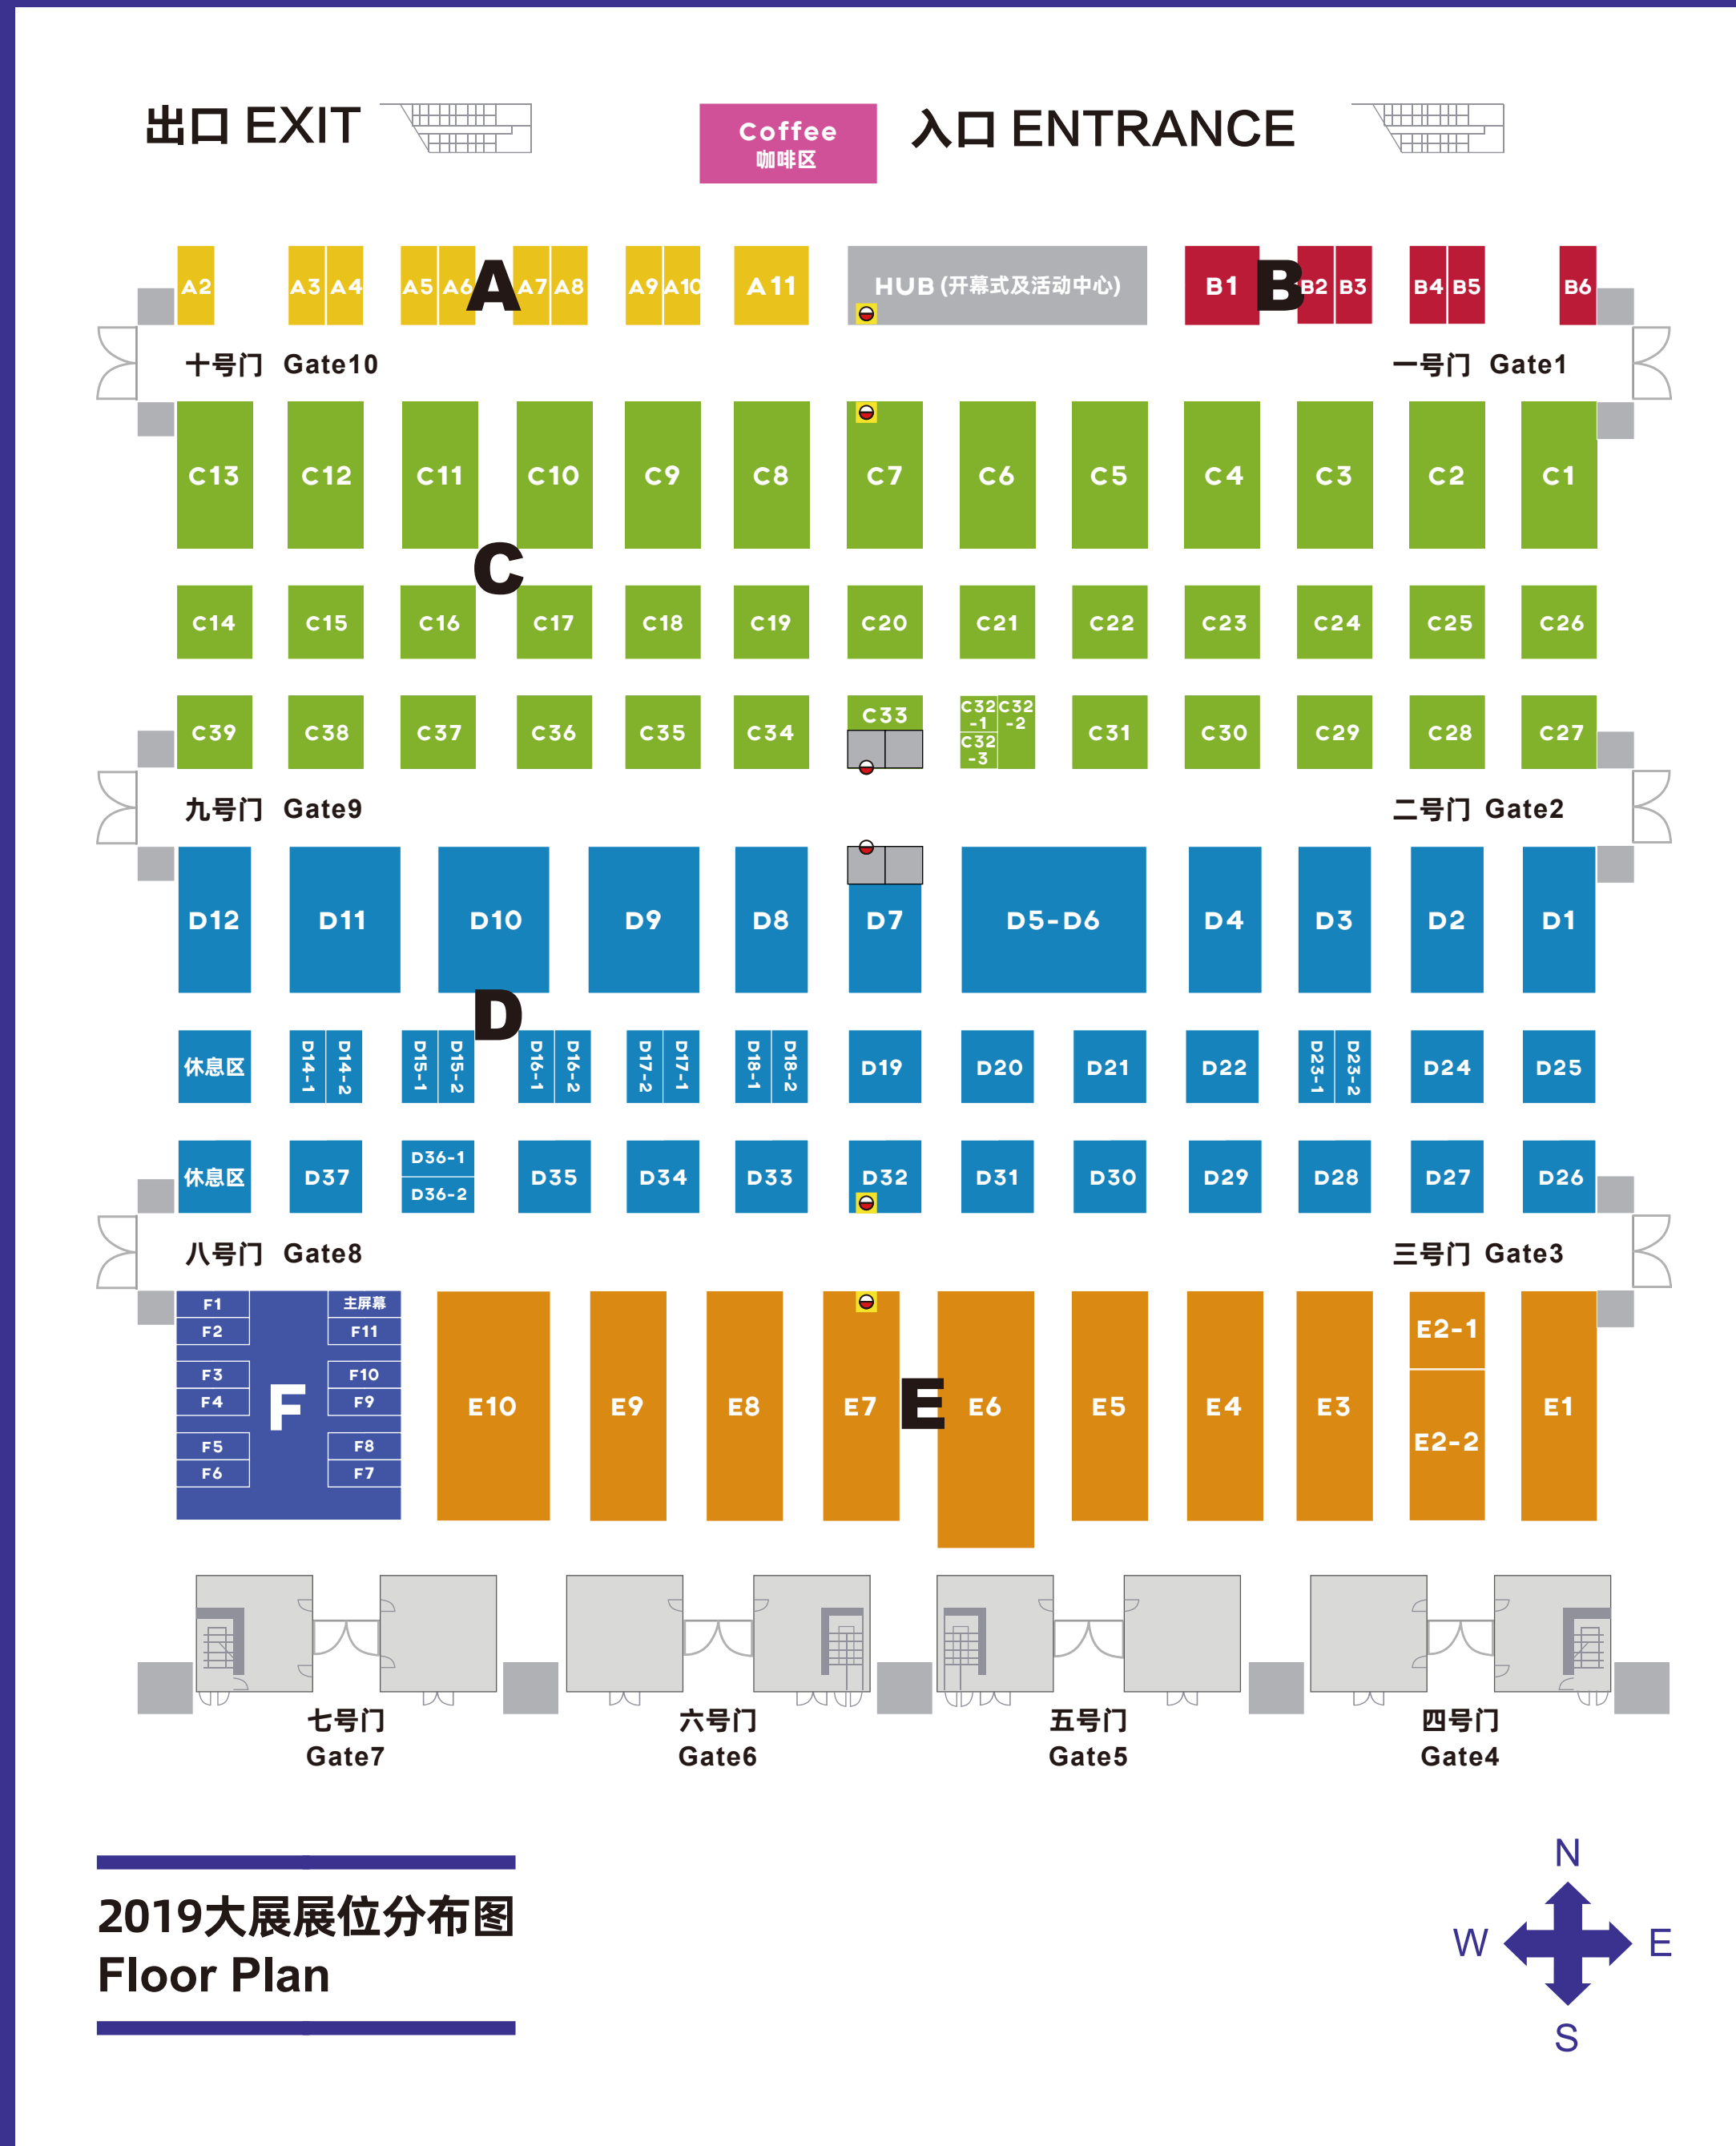 出口 EXIT
Coffee
咖啡区
入口 ENTRANCE
A2 A3 A4 A5 A6 A A7 A8 A9 A10 A11 HUB (开幕式及活动中心) B1 B B2 B3 B4 B5 B6
十号门 Gate10
一号门 Gate1
C13 C12 C11 C10 C9 C8 C7 C6 C5 C4 C3 C2 C1
C
C14 C15 C16 C17 C18 C19 C20 C21 C22 C23 C24 C25 C26
C39 C38 C37 C36 C35 C34 C33
C32
-1
C32
-2
C32
-3
C31 C30 C29 C28 C27
九号门 Gate9
二号门 Gate2
D12 D11 D10 D9 D8 D7 D5-D6 D4 D3 D2 D1
D
休息区 D14-1 D14-2 D15-1 D15-2 D16-1 D16-2 D17-2 D17-1 D18-1 D18-2 D19 D20 D21 D22 D23-1 D23-2 D24 D25
休息区 D37
D36-1
D36-2
D35 D34 D33 D32 D31 D30 D29 D28 D27 D26
八号门 Gate8
三号门 Gate3
F1 主屏幕
F2 F11
F3 F10
F4 F9
F
F5 F8
F6 F7
E10 E9 E8 E7 E E6 E5 E4 E3
E2-1
E2-2
E1
七号门
Gate7
六号门
Gate6
五号门
Gate5
四号门
Gate4
2019大展展位分布图
Floor Plan
N
W E
S